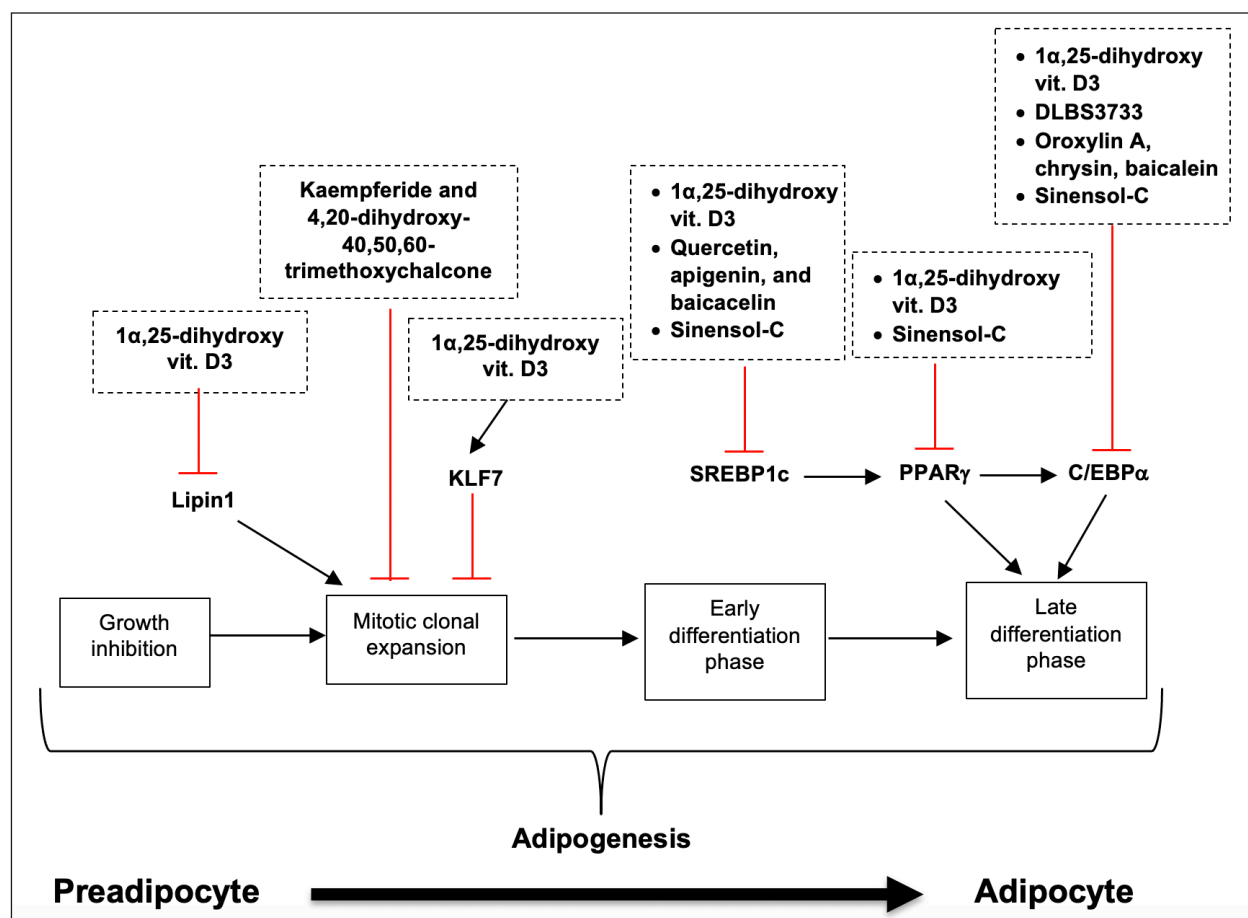 • 1α,25-dihydroxy
vit. D3
• DLBS3733
• Oroxylin A,
chrysin, baicalein
• Sinensol-C
Kaempferide and
4,20-dihydroxy-
40,50,60-
trimethoxychalcone
• 1α,25-dihydroxy
vit. D3
• Quercetin,
apigenin, and
baicacelin
• Sinensol-C
• 1α,25-dihydroxy
vit. D3
• Sinensol-C
1α,25-dihydroxy
vit. D3
1α,25-dihydroxy
vit. D3
Lipin1
KLF7
SREBP1c
PPARγ
C/EBPα
Growth
inhibition
Mitotic clonal
expansion
Early
differentiation
phase
Late
differentiation
phase
Adipogenesis
Preadipocyte
Adipocyte